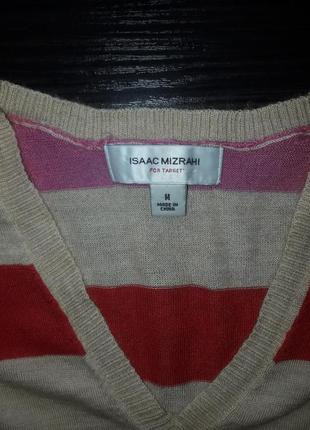 ISAAC MIZRAHI
FOR TARGET
M
MADE IN
CHINA